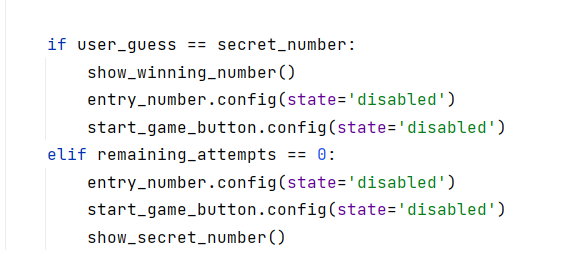 if user_guess == secret_number:
    show_winning_number()
    entry_number.config(state='disabled')
    start_game_button.config(state='disabled')
elif remaining_attempts == 0:
    entry_number.config(state='disabled')
    start_game_button.config(state='disabled')
    show_secret_number()